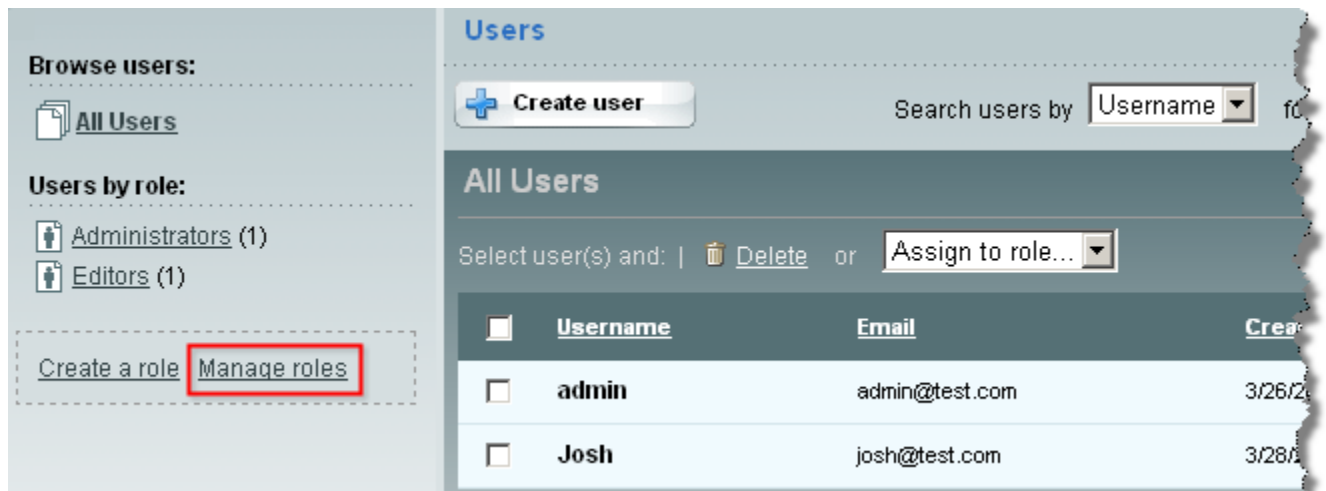 Browse users:
All Users
Users by role:
Administrators (1)
Editors (1)
Create a role Manage roles
Users
Create user Search users by Username
All Users
Select user(s) and: | Delete or Assign to role...
Username Email
admin admin@test.com
Josh josh@test.com